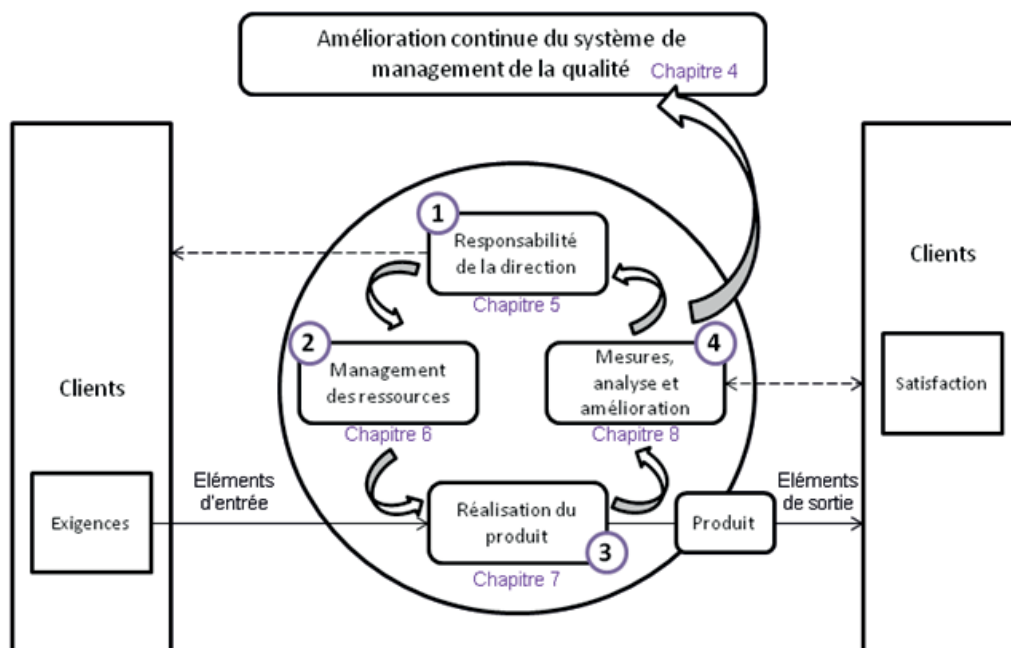 Amélioration continue du système de
management de la qualité Chapitre 4
1
Responsabilité
de la direction
Chapitre 5
2
Management
des ressources
Chapitre 6
4
Mesures,
analyse et
amélioration
Chapitre 8
Clients
Clients
Satisfaction
Eléments
d'entrée
Exigences
Réalisation du
produit
3
Chapitre 7
Produit
Eléments
de sortie